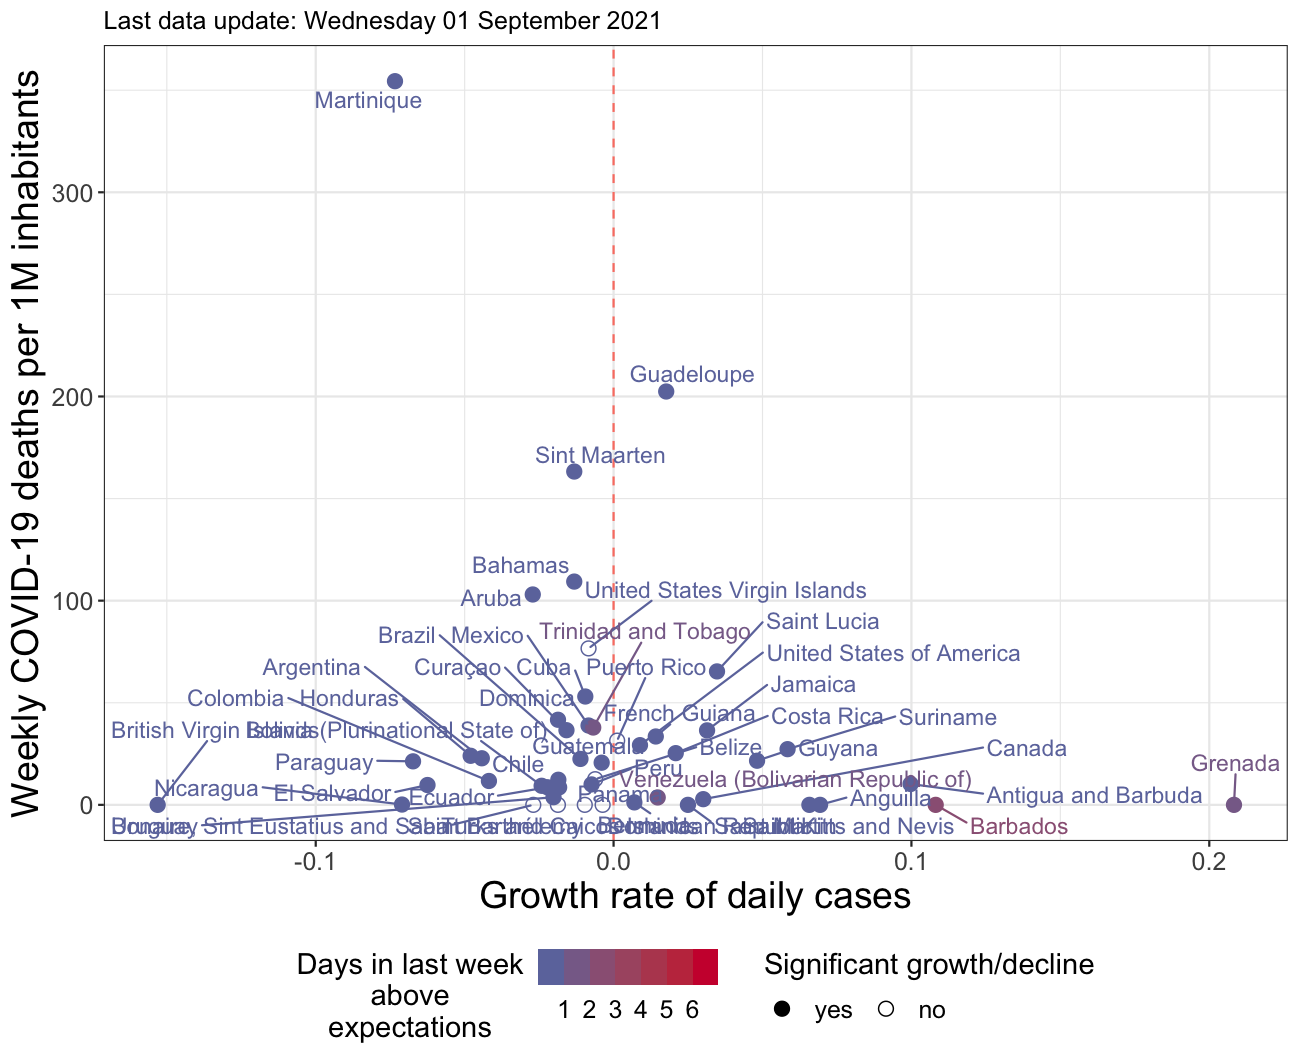 Last data update: Wednesday 01 September 2021
Weekly COVID-19 deaths per 1M inhabitants
Martinique
300
Guadeloupe
200
Sint Maarten
Bahamas
United States Virgin Islands
Aruba
100
Saint Lucia
Trinidad and Tobago
Brazil
Mexico
United States of America
Argentina
Curaçao
Cuba
Puerto Rico
Jamaica
Colombia
Honduras
Dominica
French Guiana
Costa Rica
Suriname
British Virgin Islands
Bolivia (Plurinational State of)
Guatemala
Belize
Guyana
Canada
Paraguay
Chile
Peru
Grenada
Venezuela (Bolivarian Republic of)
Nicaragua
El Salvador
Ecuador
Panama
Anguilla
Antigua and Barbuda
0
Uruguay
Barbados
-0.1
0.0
0.1
0.2
Growth rate of daily cases
Days in last week
above
expectations
1 2 3 4 5 6
Significant growth/decline
yes
no